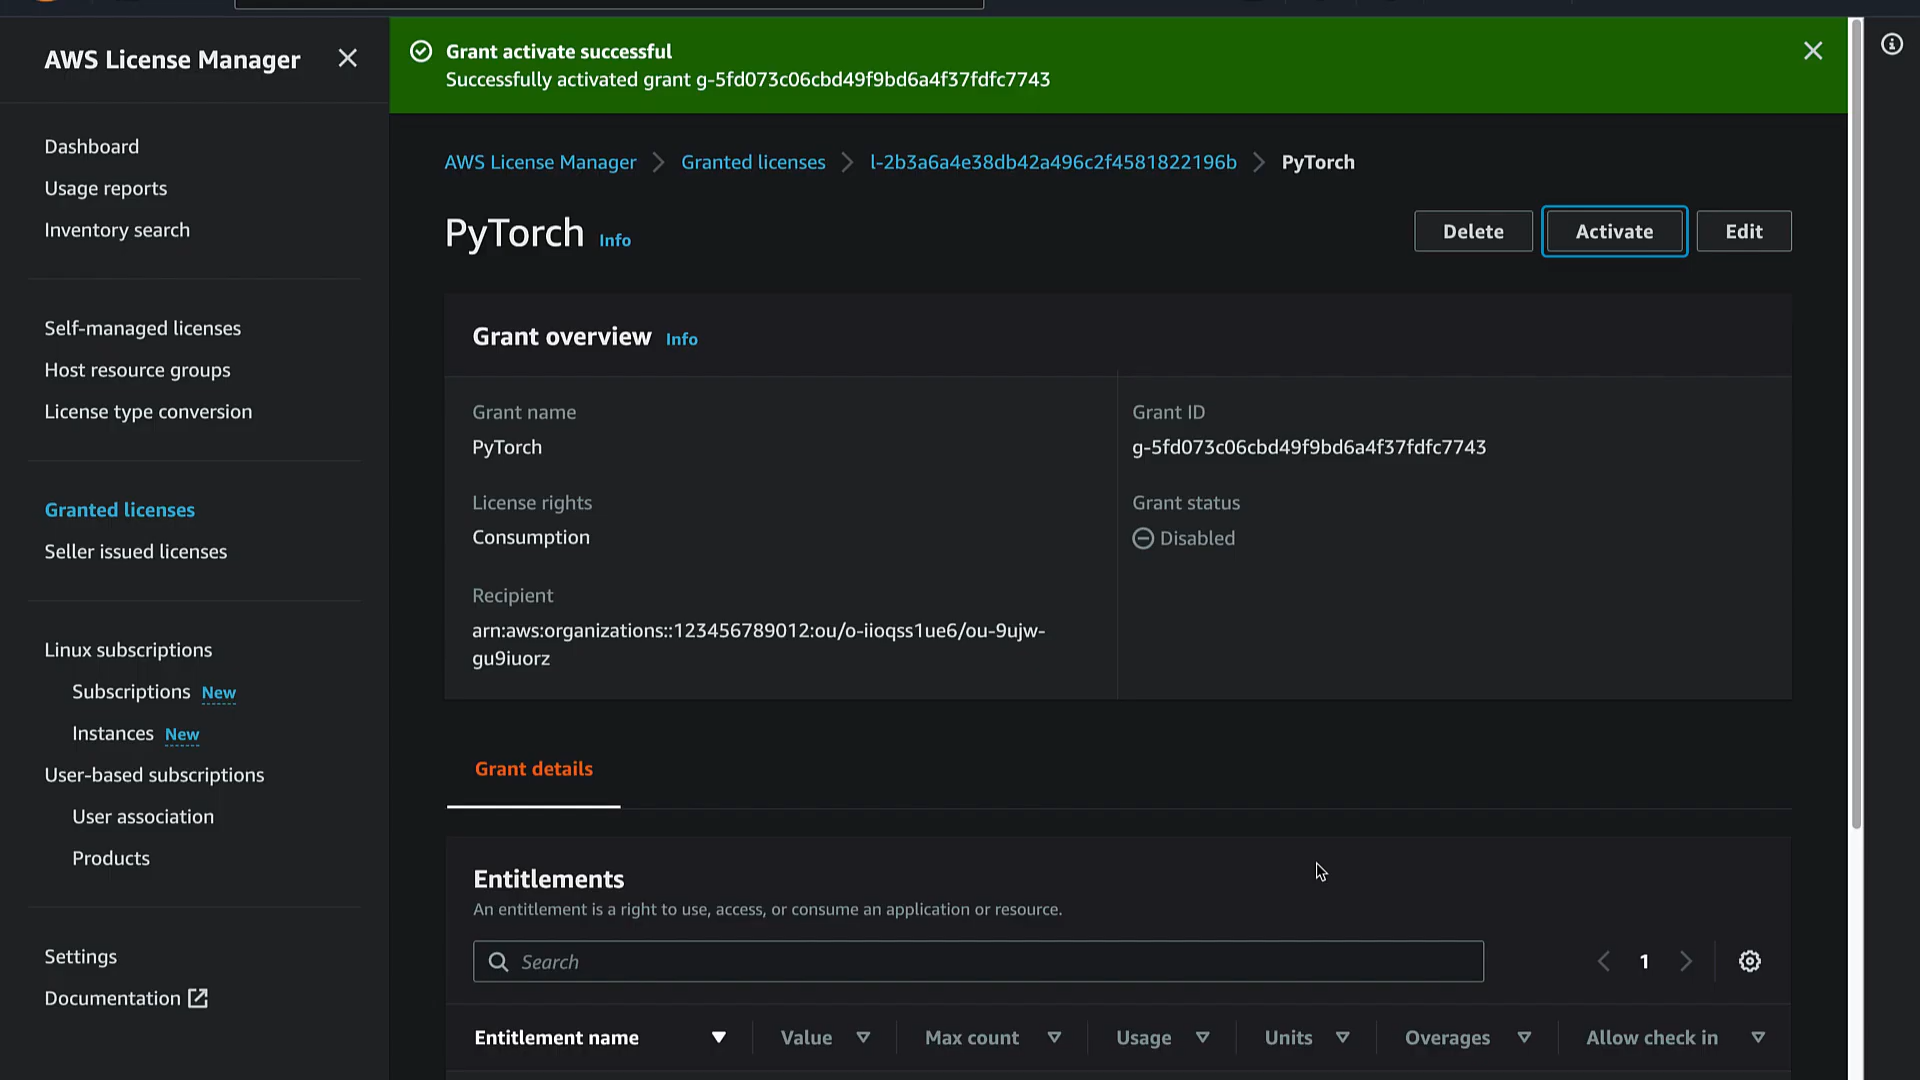 AWS License Manager
Grant activate successful
Successfully activated grant g-5fd073c06cbd49f9bd6a4f37fdfc7743
Dashboard
Usage reports
Inventory search
Self-managed licenses
Host resource groups
License type conversion
Granted licenses
Seller issued licenses
Linux subscriptions
Subscriptions New
Instances New
User-based subscriptions
User association
Products
Settings
Documentation
AWS License Manager > Granted licenses > l-2b3a6a4e38db42a496c2f4581822196b > PyTorch
PyTorch Info
Delete
Activate
Edit
Grant overview Info
Grant name
PyTorch
License rights
Consumption
Recipient
arn:aws:organizations::123456789012:ou/o-iioqss1ue6/ou-9ujw-
gu9iuorz
Grant ID
g-5fd073c06cbd49f9bd6a4f37fdfc7743
Grant status
Disabled
Grant details
Entitlements
An entitlement is a right to use, access, or consume an application or resource.
Search
1
Entitlement name Value Max count Usage Units Overages Allow check in